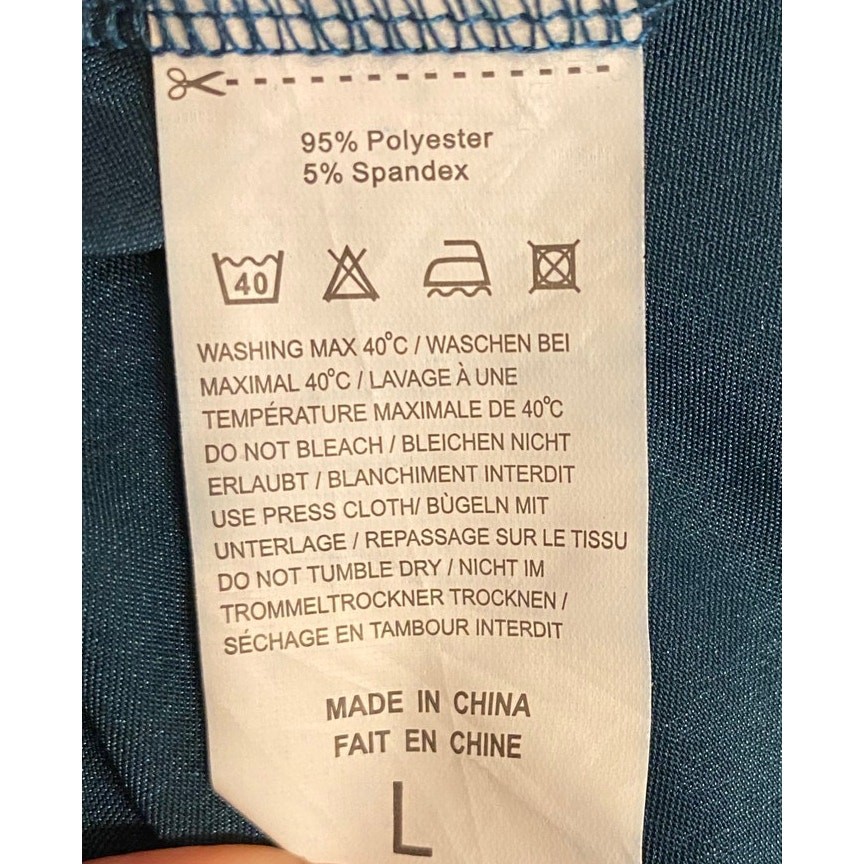 95% Polyester
5% Spandex
40
WASHING MAX 40°C / WASCHEN BEI
MAXIMAL 40°C / LAVAGE À UNE
TEMPÉRATURE MAXIMALE DE 40°C
DO NOT BLEACH / BLEICHEN NICHT
ERLAUBT / BLANCHIMENT INTERDIT
USE PRESS CLOTH/ BÙGELN MIT
UNTERLAGE / REPASSAGE SUR LE TISSU
DO NOT TUMBLE DRY / NICHT IM
TROMMELTROCKNER TROCKNEN /
SÉCHAGE EN TAMBOUR INTERDIT
MADE IN CHINA
FAIT EN CHINE
L